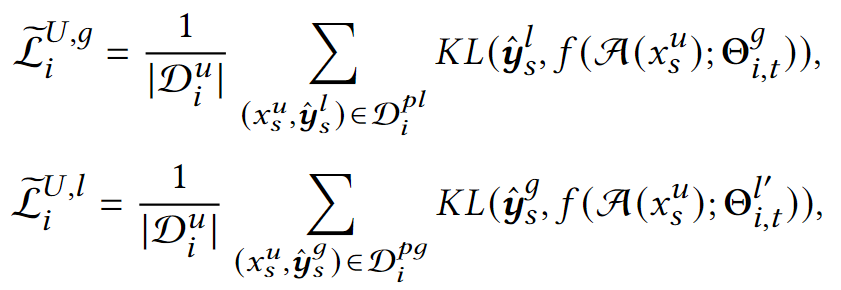 $\widetilde{\mathcal{L}}_i^{U,g} = \frac{1}{|\mathcal{D}_i^u|} \sum_{(x_s^u, \hat{\boldsymbol{y}}_s^l) \in \mathcal{D}_i^{pl}} KL(\hat{\boldsymbol{y}}_s^l, f(\mathcal{A}(x_s^u); \Theta_{i,t}^g)),$
$\widetilde{\mathcal{L}}_i^{U,l} = \frac{1}{|\mathcal{D}_i^u|} \sum_{(x_s^u, \hat{\boldsymbol{y}}_s^g) \in \mathcal{D}_i^{pg}} KL(\hat{\boldsymbol{y}}_s^g, f(\mathcal{A}(x_s^u); \Theta_{i,t}^{l'})),$